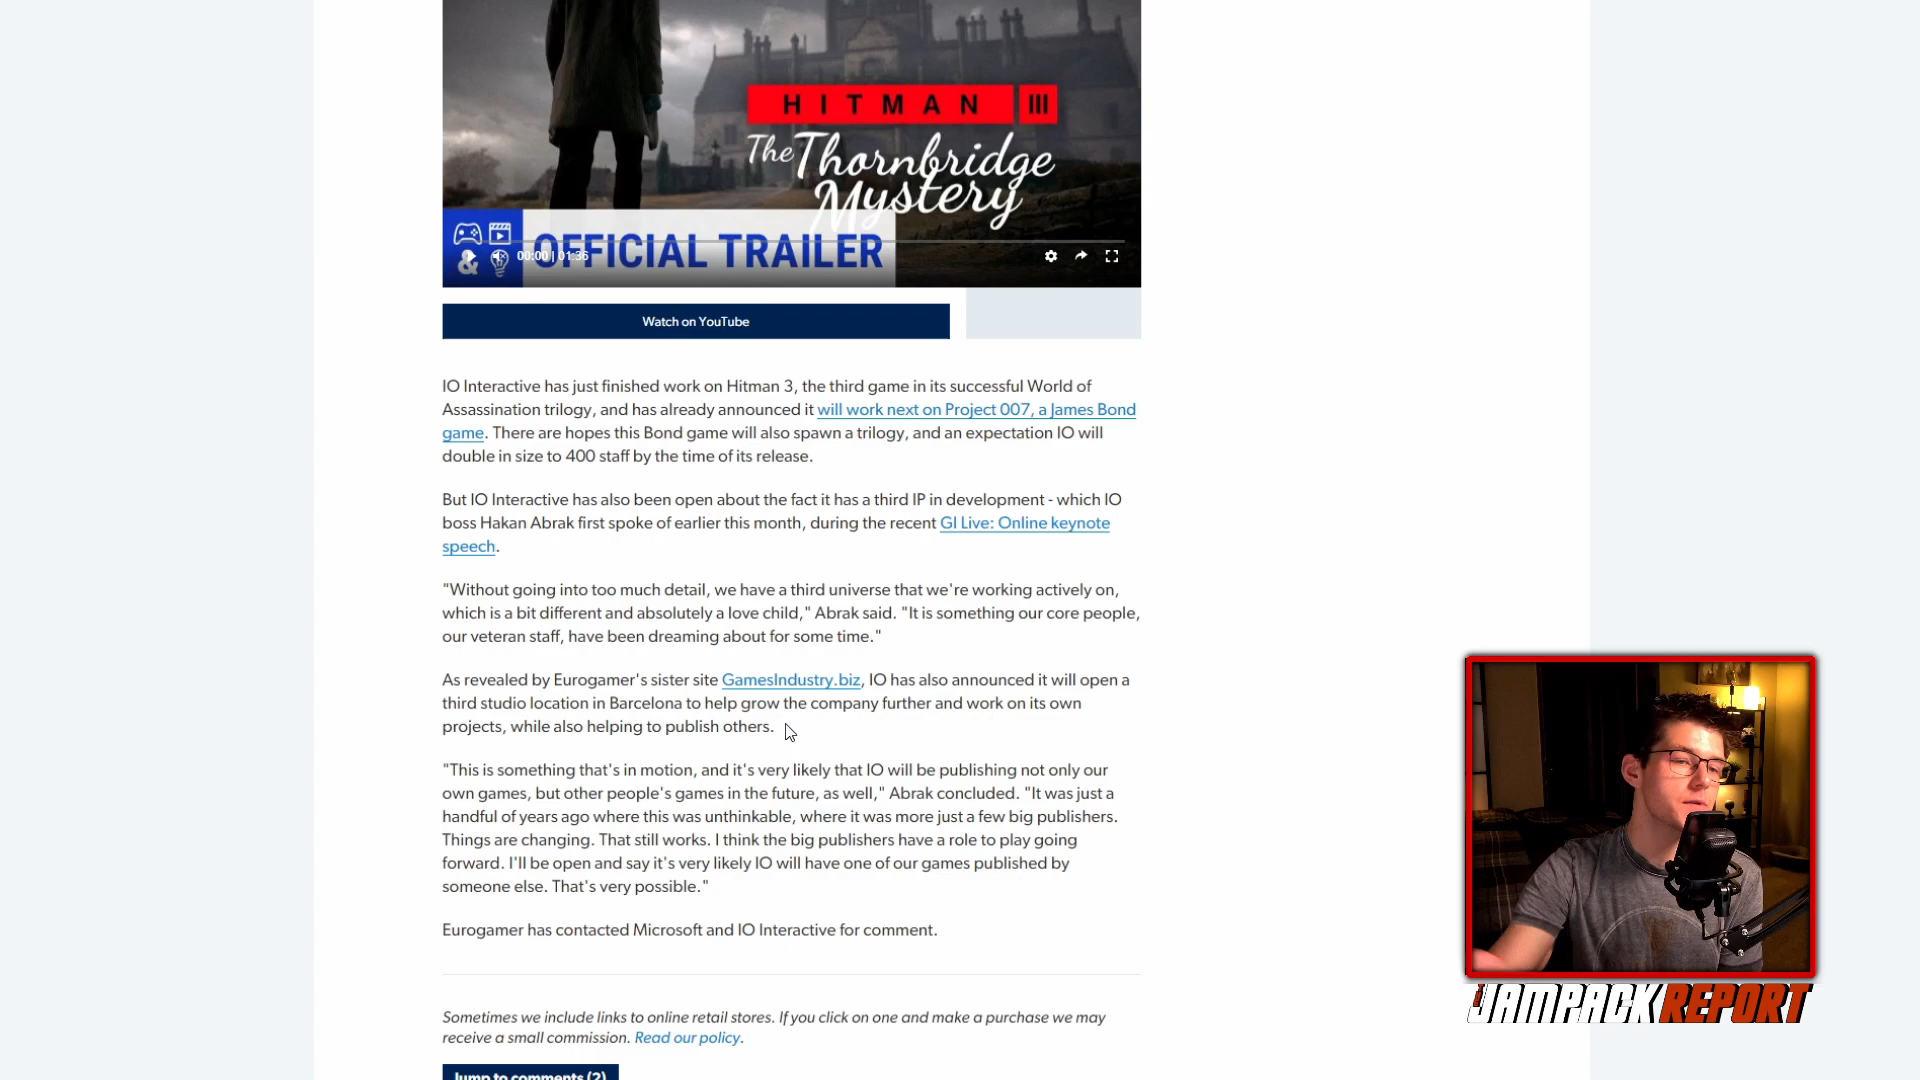 HITMAN III
The Thornbridge
Mystery
OFFICIAL TRAILER
&
00:00 | 01:36
Watch on YouTube
IO Interactive has just finished work on Hitman 3, the third game in its successful World of
Assassination trilogy, and has already announced it will work next on Project 007, a James Bond
game. There are hopes this Bond game will also spawn a trilogy, and an expectation IO will
double in size to 400 staff by the time of its release.
But IO Interactive has also been open about the fact it has a third IP in development - which IO
boss Hakan Abrak first spoke of earlier this month, during the recent GI Live: Online keynote
speech.
"Without going into too much detail, we have a third universe that we're working actively on,
which is a bit different and absolutely a love child," Abrak said. "It is something our core people,
our veteran staff, have been dreaming about for some time."
As revealed by Eurogamer's sister site GamesIndustry.biz, IO has also announced it will open a
third studio location in Barcelona to help grow the company further and work on its own
projects, while also helping to publish others.
"This is something that's in motion, and it's very likely that IO will be publishing not only our
own games, but other people's games in the future, as well," Abrak concluded. "It was just a
handful of years ago where this was unthinkable, where it was more just a few big publishers.
Things are changing. That still works. I think the big publishers have a role to play going
forward. I'll be open and say it's very likely IO will have one of our games published by
someone else. That's very possible."
Eurogamer has contacted Microsoft and IO Interactive for comment.
Sometimes we include links to online retail stores. If you click on one and make a purchase we may
receive a small commission. Read our policy.
Jump to comments (2)
JAMPACK REPORT